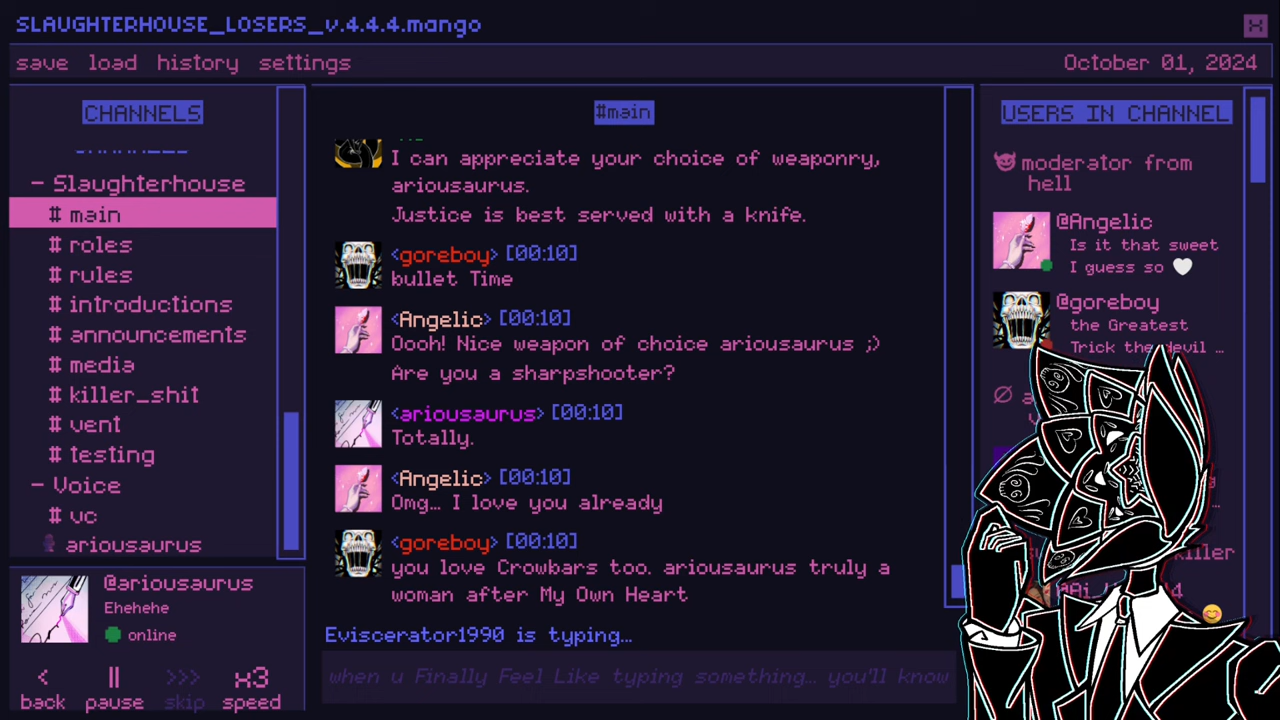 SLAUGHTERHOUSE_LOSERS_v.4.4.4.mango
save load history settings
October 01, 2024
CHANNELS
- Slaughterhouse
# main
# roles
# rules
# introductions
# announcements
# media
# killer_shit
# vent
# testing
- Voice
# vc
ariousaurus
@ariousaurus
Ehehehe
online
< || >>> x3
back pause skip speed
#main
I can appreciate your choice of weaponry,
ariousaurus.
Justice is best served with a knife.
<goreboy> [00:10]
bullet Time
<Angelic> [00:10]
Oooh! Nice weapon of choice ariousaurus ;)
Are you a sharpshooter?
<ariousaurus> [00:10]
Totally.
<Angelic> [00:10]
Omg… I love you already
<goreboy> [00:10]
you love Crowbars too. ariousaurus truly a
woman after My Own Heart
Eviscerator1990 is typing…
when u Finally Feel Like typing something… you'll know
USERS IN CHANNEL
moderator from
hell
@Angelic
Is it that sweet
I guess so 🤍
@goreboy
the Greatest
Trick the devil …
killer